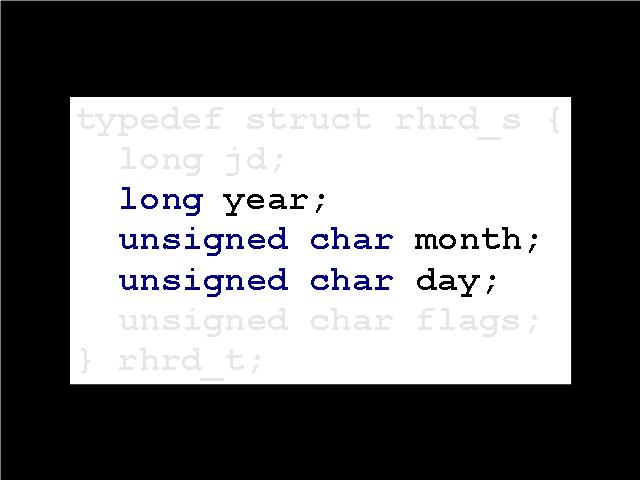 typedef struct rhrd_s {
  long jd;
  long year;
  unsigned char month;
  unsigned char day;
  unsigned char flags;
} rhrd_t;